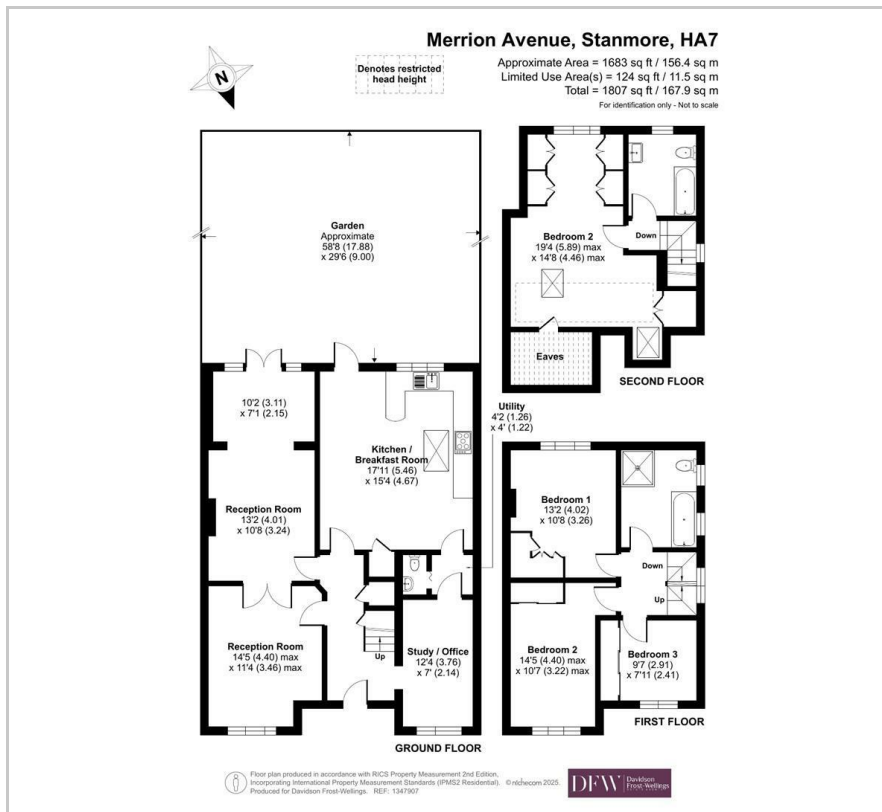 Merrion Avenue, Stanmore, HA7
Approximate Area = 1683 sq ft / 156.4 sq m
Limited Use Area(s) = 124 sq ft / 11.5 sq m
Total = 1807 sq ft / 167.9 sq m
For identification only - Not to scale
N
Denotes restricted
head height
Garden
Approximate
58'8 (17.88)
x 29'6 (9.00)
10'2 (3.11)
x 7'1 (2.15)
Kitchen /
Breakfast Room
17'11 (5.46)
x 15'4 (4.67)
Utility
4'2 (1.26)
x 4' (1.22)
Reception Room
13'2 (4.01)
x 10'8 (3.24)
Reception Room
14'5 (4.40) max
x 11'4 (3.46) max
Up
Study / Office
12'4 (3.76)
x 7' (2.14)
GROUND FLOOR
Bedroom 2
19'4 (5.89) max
x 14'8 (4.46) max
Down
Eaves
SECOND FLOOR
Bedroom 1
13'2 (4.02)
x 10'8 (3.26)
Down
Up
Bedroom 2
14'5 (4.40) max
x 10'7 (3.22) max
Bedroom 3
9'7 (2.91)
x 7'11 (2.41)
FIRST FLOOR
Floor plan produced in accordance with RICS Property Measurement 2nd Edition,
Incorporating International Property Measurement Standards (IPMS2 Residential). © nichecom 2025.
Produced for Davidson Frost-Wellings. REF: 1347907
DFW
Davidson
Frost-Wellings